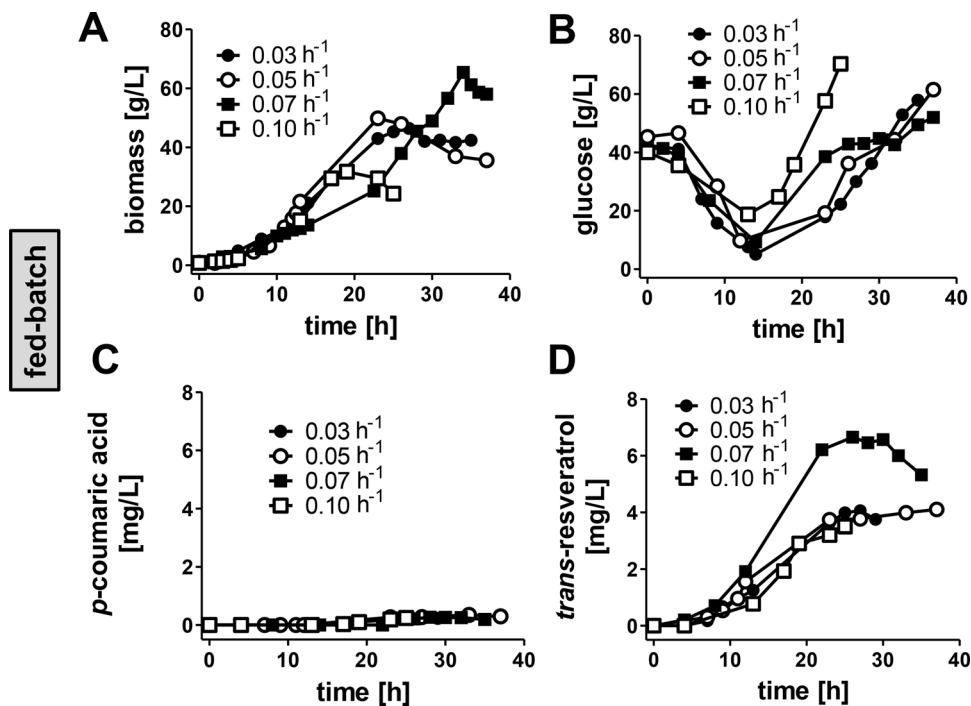 A
0.03 h-1
0.05 h-1
0.07 h-1
0.10 h-1
biomass [g/L]
80
60
40
20
0
0 10 20 30 40
time [h]
B
0.03 h-1
0.05 h-1
0.07 h-1
0.10 h-1
glucose [g/L]
80
60
40
20
0
0 10 20 30 40
time [h]
fed-batch
C
0.03 h-1
0.05 h-1
0.07 h-1
0.10 h-1
p-coumaric acid
[mg/L]
8
6
4
2
0
0 10 20 30 40
time [h]
D
0.03 h-1
0.05 h-1
0.07 h-1
0.10 h-1
trans-resveratrol
[mg/L]
8
6
4
2
0
0 10 20 30 40
time [h]